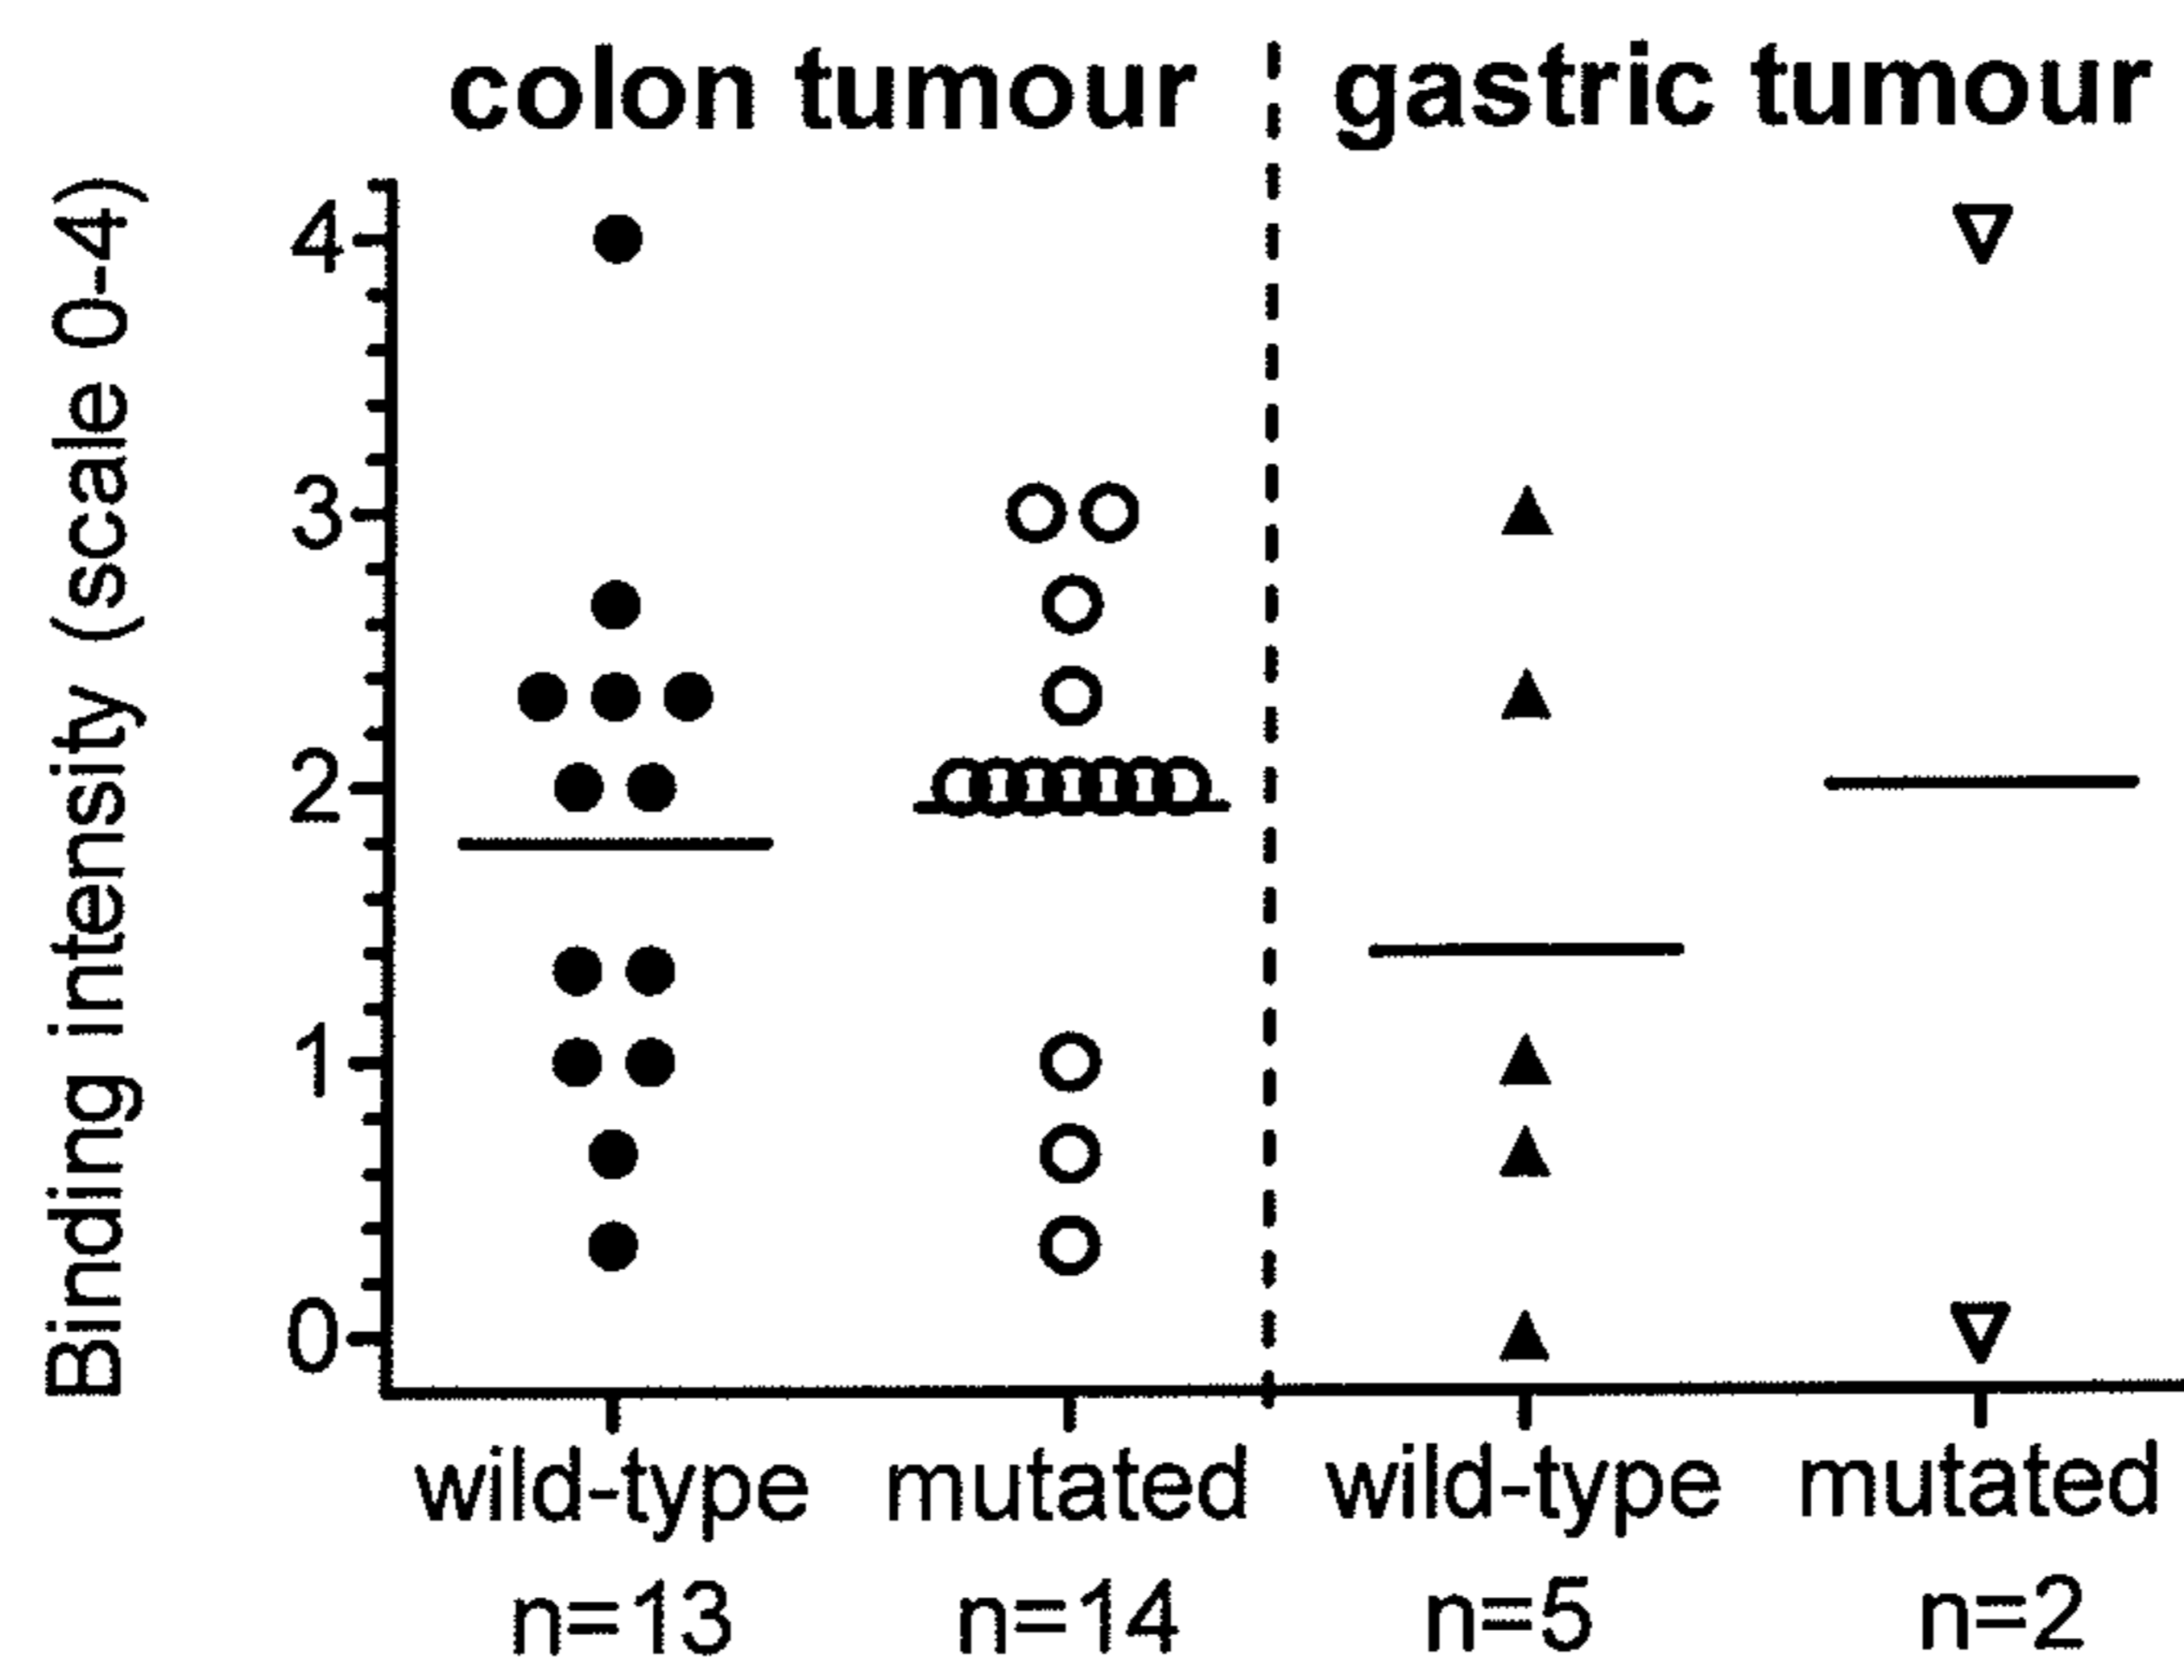 colon tumour
gastric tumour
Binding intensity (scale 0-4)
4
3
2
1
0
wild-type
mutated
wild-type
mutated
n=13
n=14
n=5
n=2